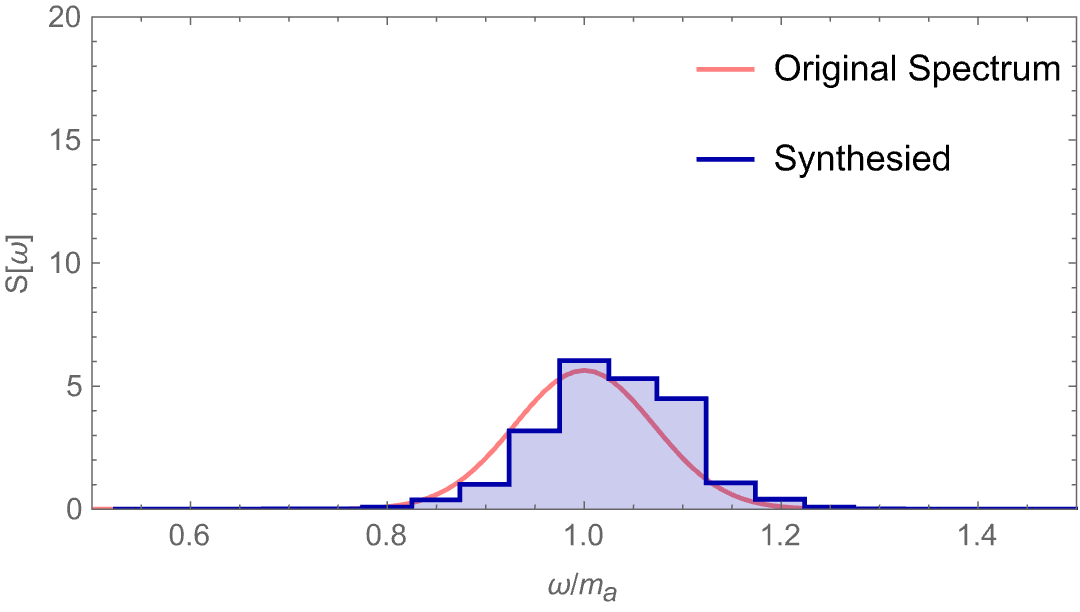 20
15
10
5
0
S[ω]
Original Spectrum
Synthesied
0.6 0.8 1.0 1.2 1.4
ω/mₐ